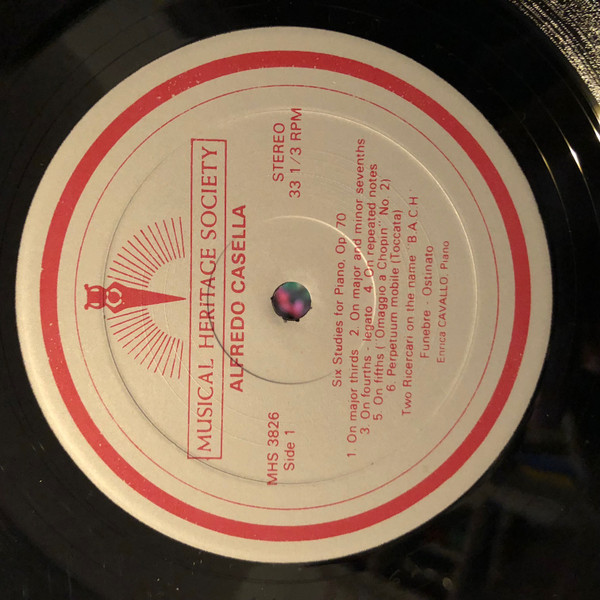 MUSICAL HERITAGE SOCIETY
ALFREDO CASELLA
MHS 3826
Side 1
STEREO
33 1/3 RPM
Six Studies for Piano, Op. 70
1. On major thirds 2. On major and minor sevenths
3. On fourths - legato 4. On repeated notes
5. On fifths ( Omaggio a Chopin" No. 2)
6. Perpetuum mobile (Toccata)
Two Ricercari on the name "B A C H"
Funebre - Ostinato
Enrica CAVALLO, Piano